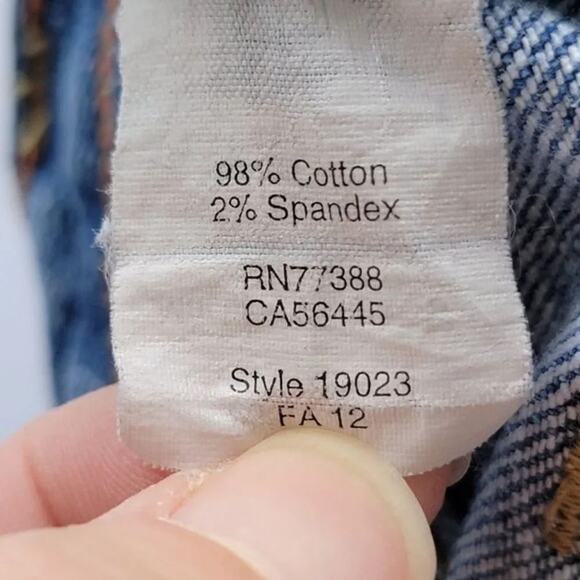 98% Cotton
2% Spandex
RN77388
CA56445
Style 19023
FA 12